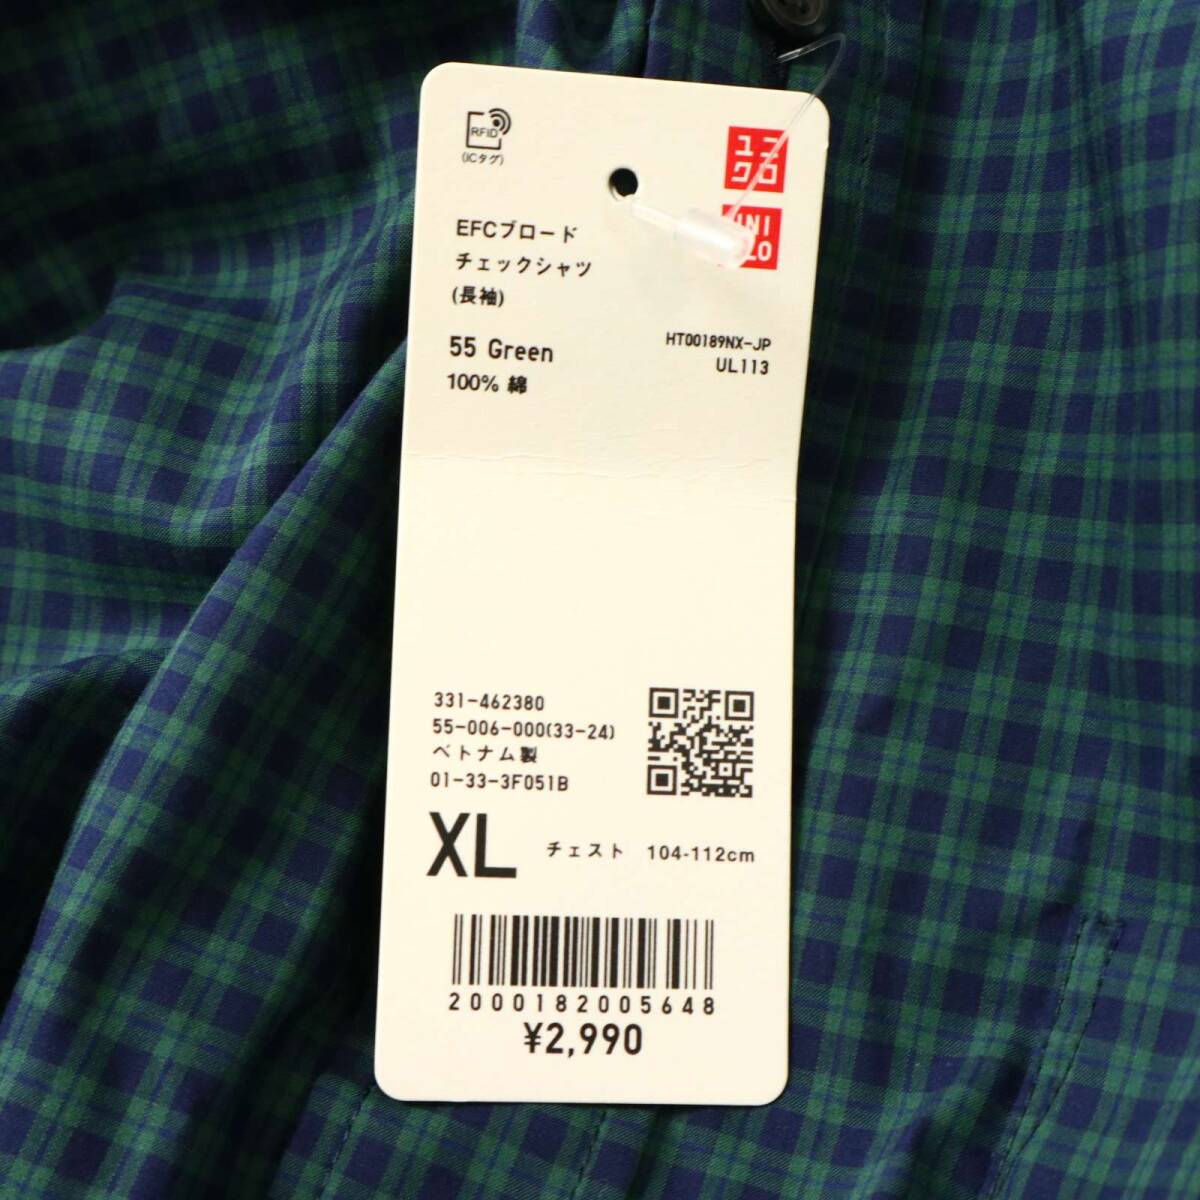 RFID
(ICタグ)
ユニ
クロ
UNI
QLO
EFCブロード
チェックシャツ
(長袖)
55 Green
100% 綿
HT00189NX-JP
UL113
331-462380
55-006-000(33-24)
ベトナム製
01-33-3F051B
XL チェスト 104-112cm
2000182005648
¥2,990